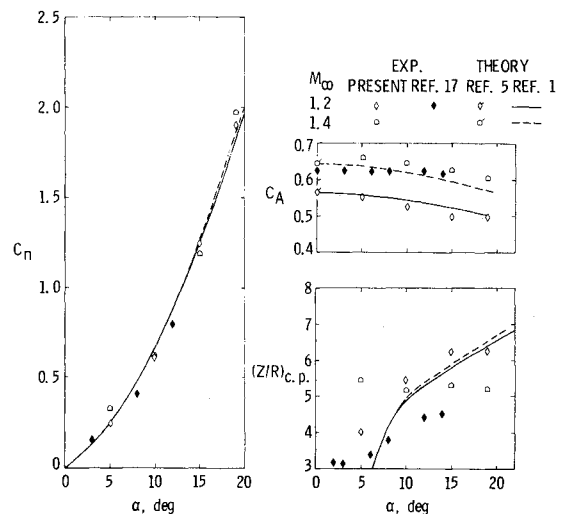 2.5
2.0
1.5
Cn
1.0
0.5
0
0 5 10 15 20
α, deg
EXP. THEORY
M∞ PRESENT REF. 17 REF. 5 REF. 1
1.2
1.4
0.7
0.6
CA
0.5
0.4
7
6
(Z/R)c.p.
5
4
3
0 5 10 15 20
α, deg